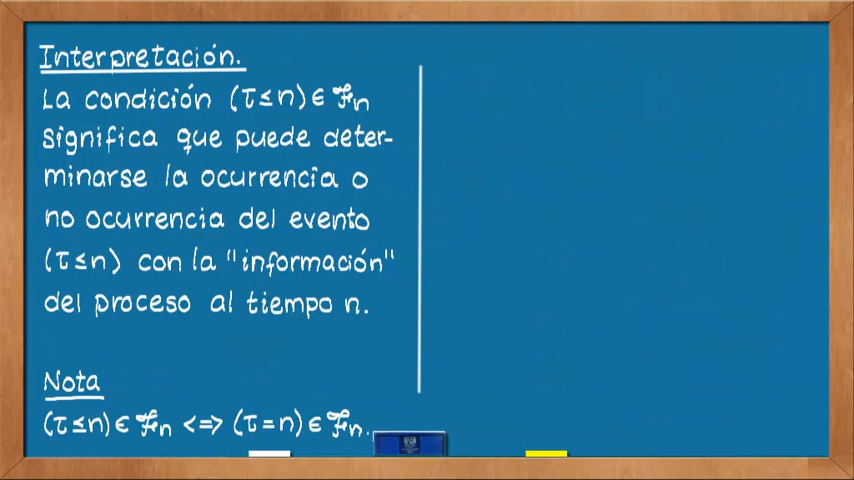 Interpretación.
La condición (τ ≤ n) ∈ ℱn
significa que puede deter-
minarse la ocurrencia o
no ocurrencia del evento
(τ ≤ n) con la "información"
del proceso al tiempo n.
Nota
(τ ≤ n) ∈ ℱn <=> (τ = n) ∈ ℱn.